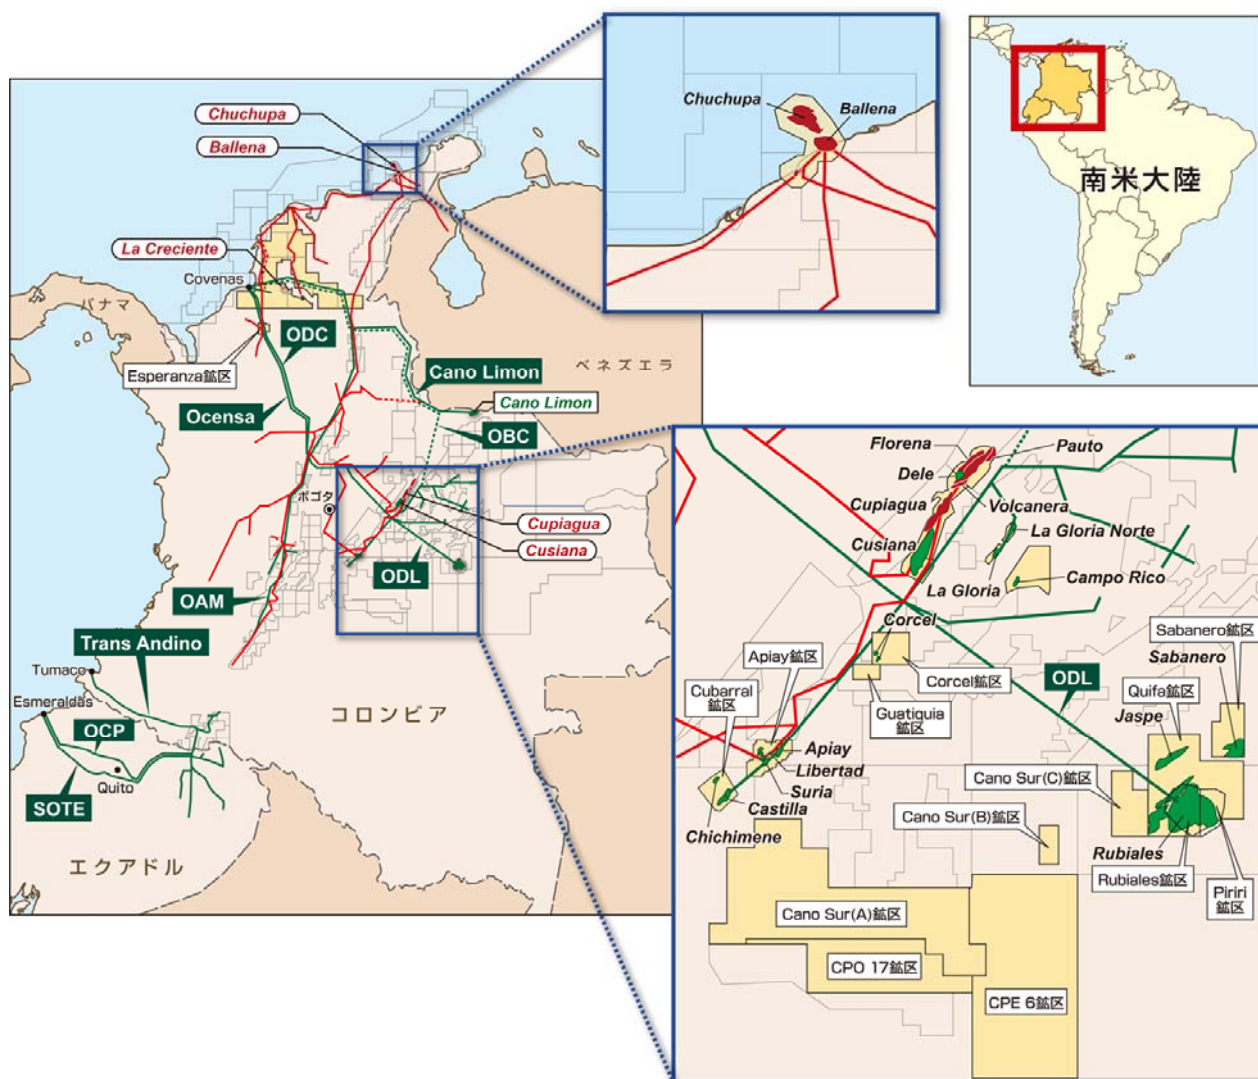 Chuchupa
Ballena
La Creciente
Covenas
パナマ
ODC
Esperanza鉱区
Ocensa
ベネズエラ
Cano Limon
Cano Limon
OBC
ボゴタ
Cupiagua
Cusiana
ODL
OAM
Trans Andino
Tumaco
Esmeraldas
OCP
コロンビア
Quito
SOTE
エクアドル
Chuchupa
Ballena
南米大陸
Florena
Pauto
Dele
Volcanera
Cupiagua
La Gloria Norte
Cusiana
La Gloria
Campo Rico
Corcel
Sabanero鉱区
Apiay鉱区
Sabanero
Corcel鉱区
ODL
Cubarral
鉱区
Quifa鉱区
Guatiquia
鉱区
Jaspe
Apiay
Libertad
Suria
Cano Sur(C)鉱区
Castilla
Cano Sur(B)鉱区
Chichimene
Rubiales
Rubiales鉱区
Piriri
鉱区
Cano Sur(A)鉱区
CPO 17鉱区
CPE 6鉱区